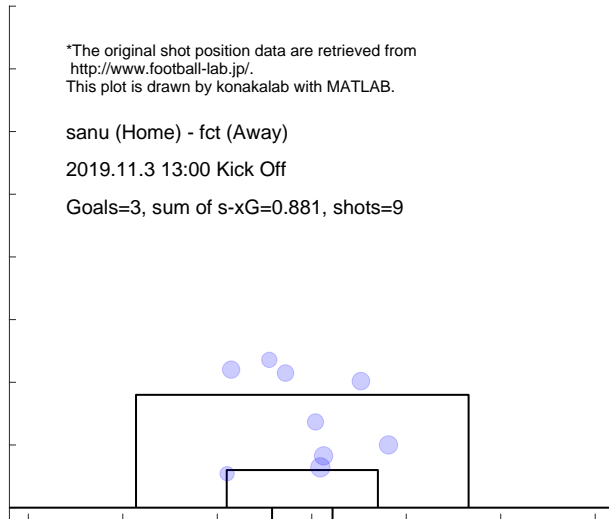 *The original shot position data are retrieved from
http://www.football-lab.jp/.
This plot is drawn by konakalab with MATLAB.
sanu (Home) - fct (Away)
2019.11.3 13:00 Kick Off
Goals=3, sum of s-xG=0.881, shots=9